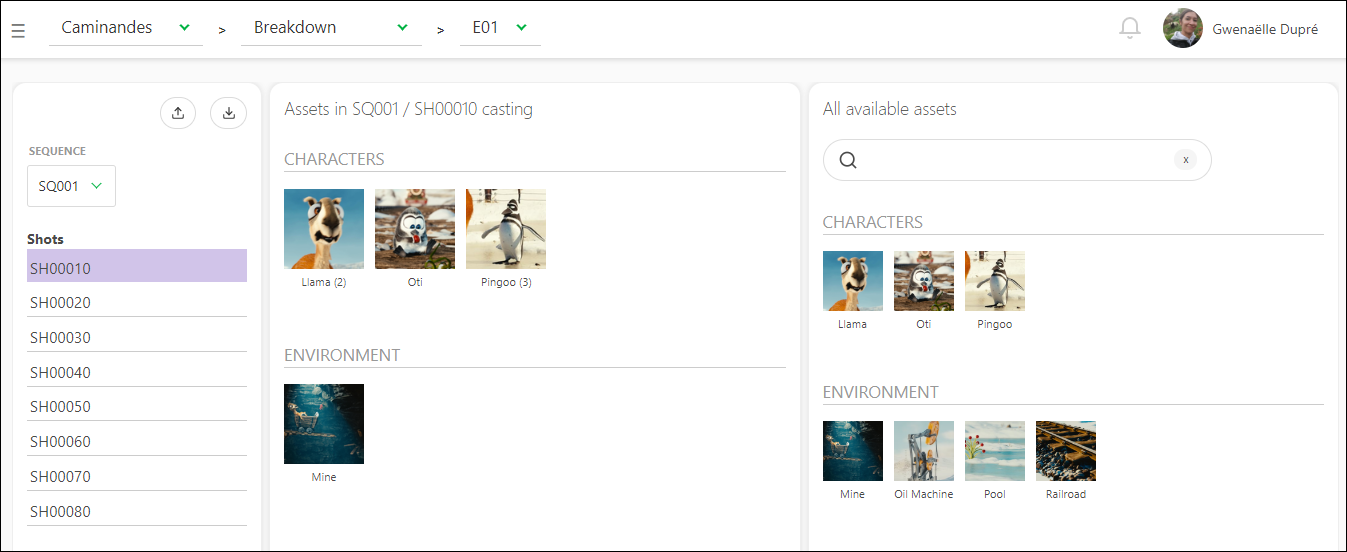 Caminandes > Breakdown > E01
Gwenaëlle Dupré
SEQUENCE
SQ001
Shots
SH00010
SH00020
SH00030
SH00040
SH00050
SH00060
SH00070
SH00080
Assets in SQ001 / SH00010 casting
CHARACTERS
Llama (2) Oti Pingoo (3)
ENVIRONMENT
Mine
All available assets
x
CHARACTERS
Llama Oti Pingoo
ENVIRONMENT
Mine Oil Machine Pool Railroad